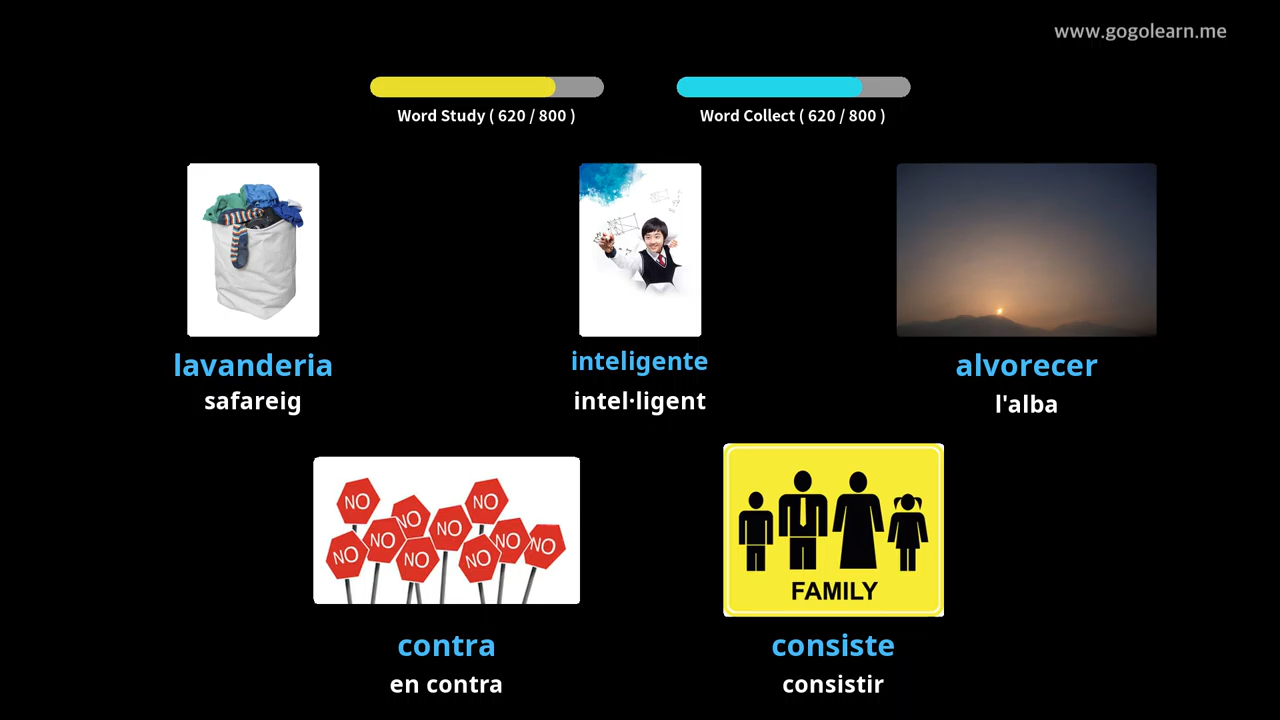 www.gogolearn.me
Word Study ( 620 / 800 )
Word Collect ( 620 / 800 )
lavanderia
safareig
inteligente
intel·ligent
alvorecer
l'alba
NO
NO
NO
NO
NO
NO
NO
NO
NO
NO
FAMILY
contra
en contra
consiste
consistir